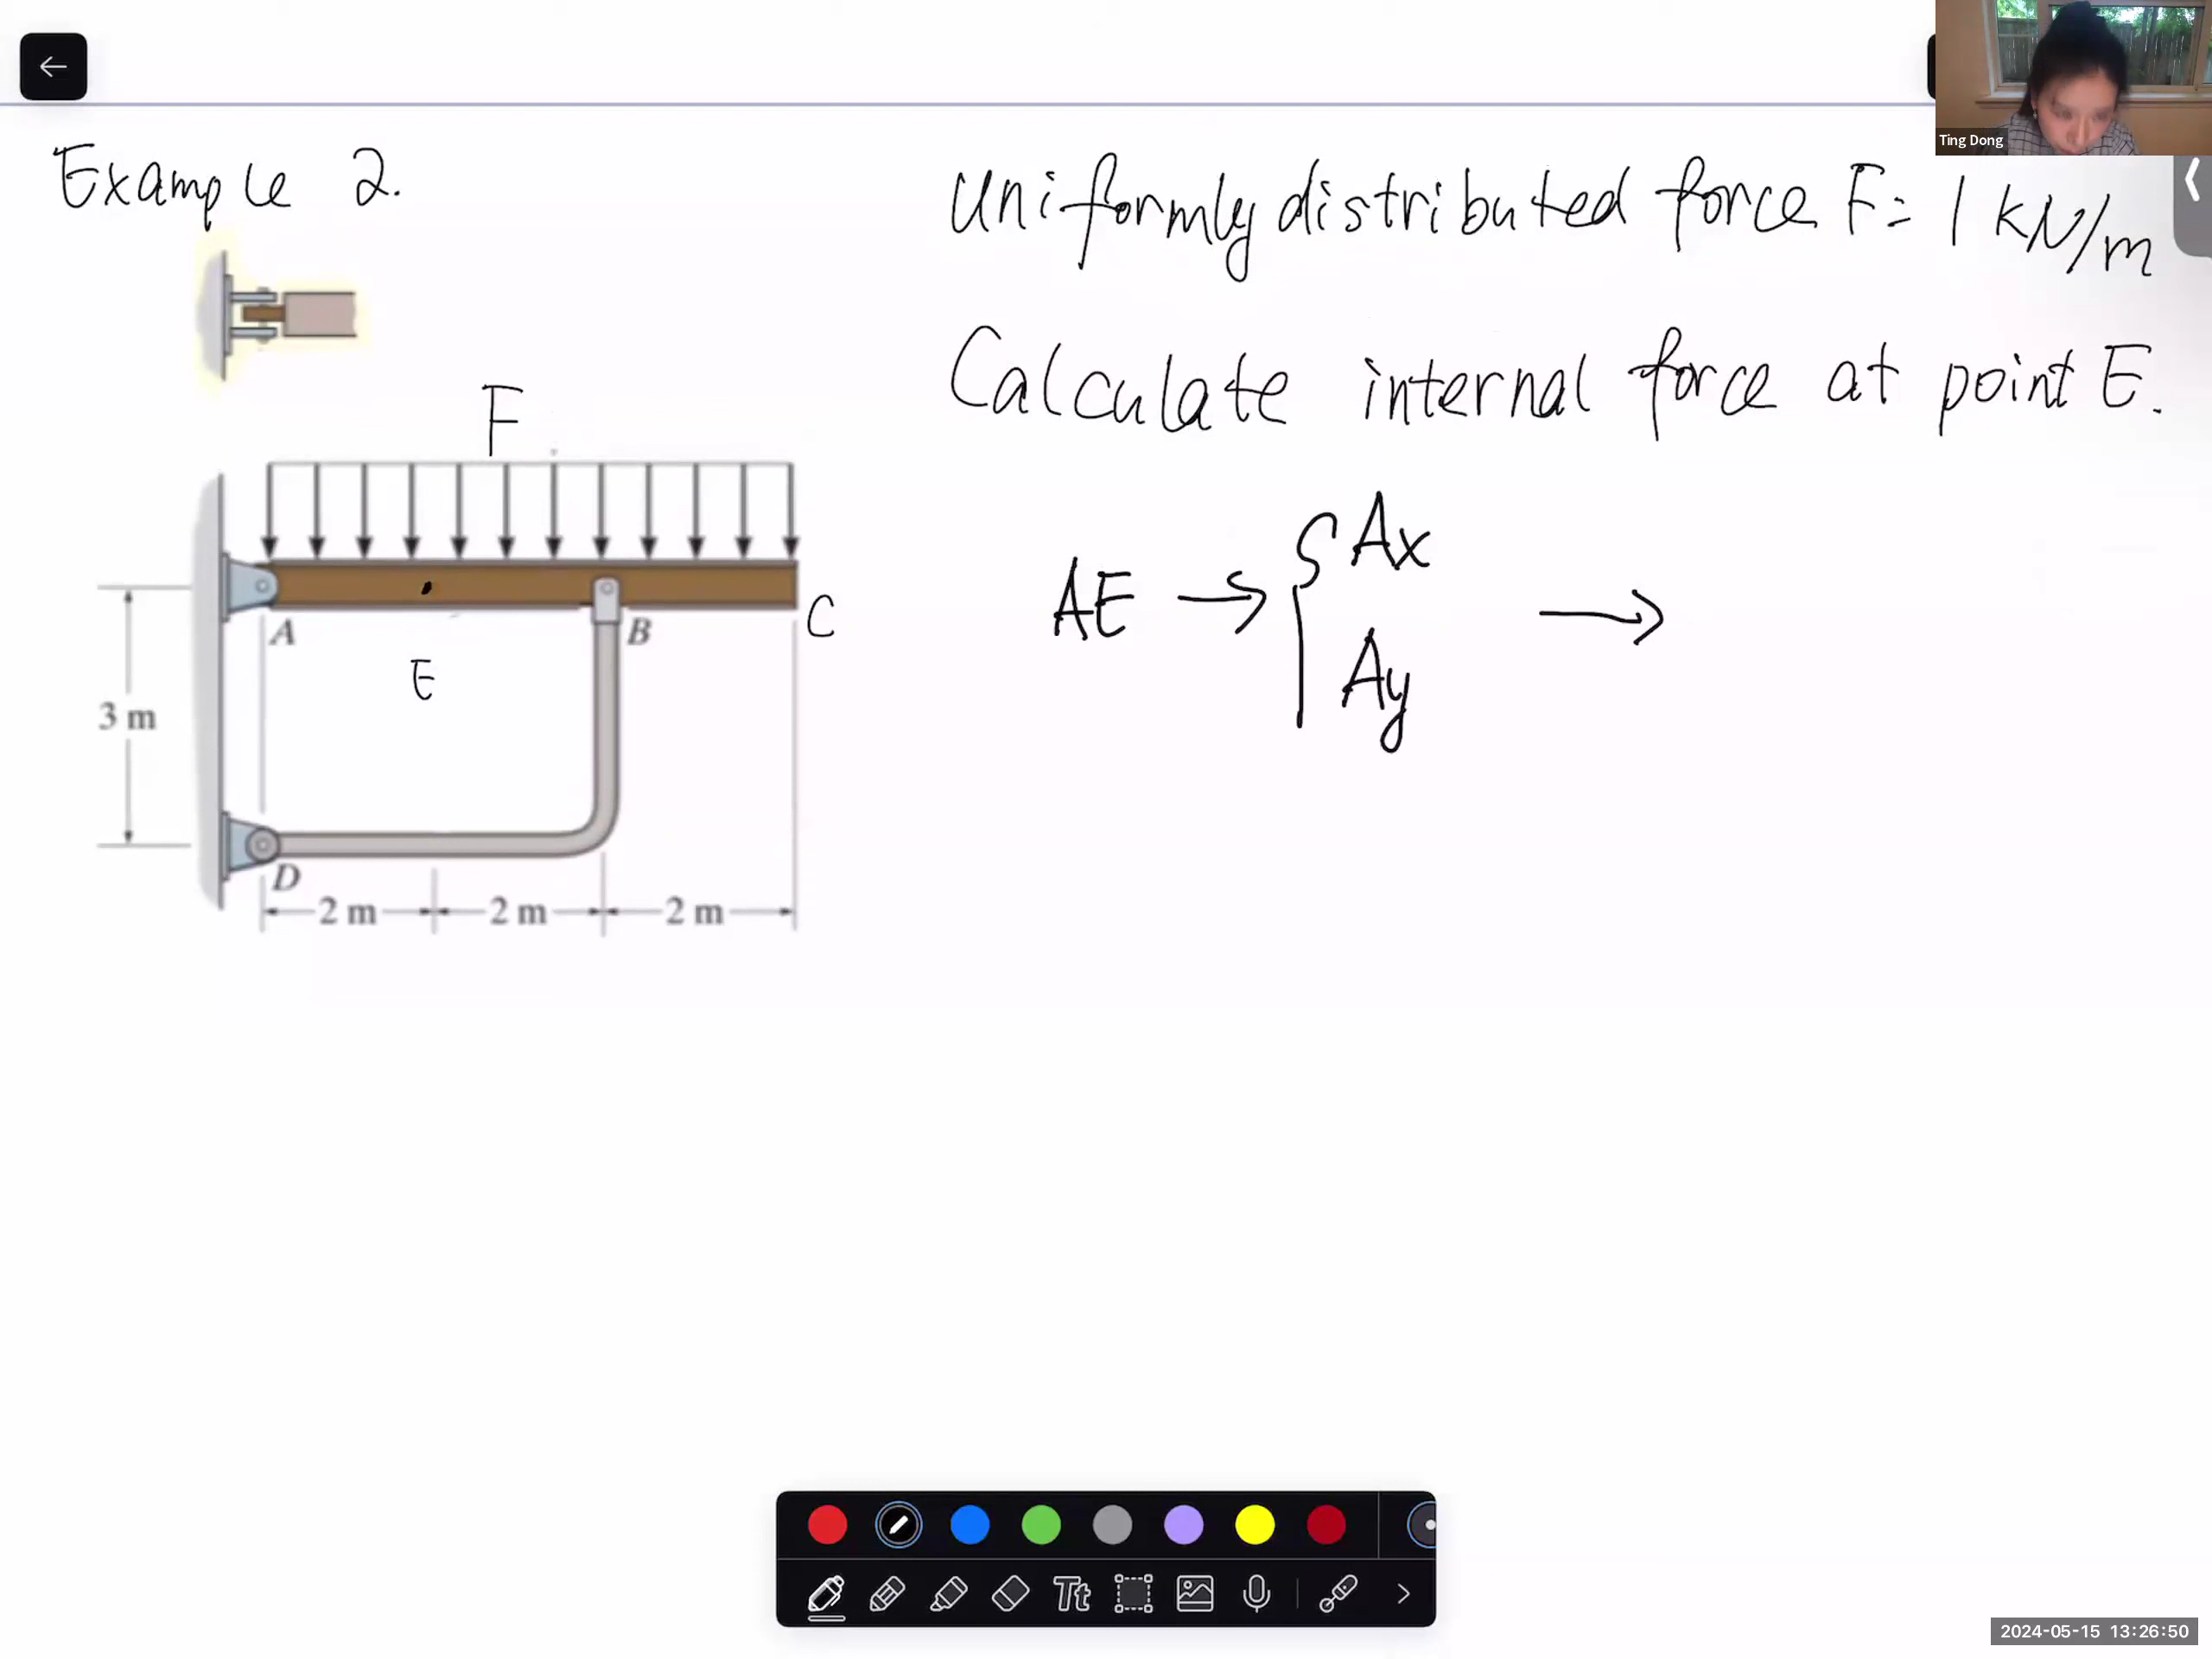 Ting Dong
Example 2.
Uniformly distributed force F= 1 kN/m
Calculate internal force at point E.
F
AE → { Ax
Ay
→
A
B
C
E
3 m
D
2 m
2 m
2 m
Tt
2024-05-15 13:26:50